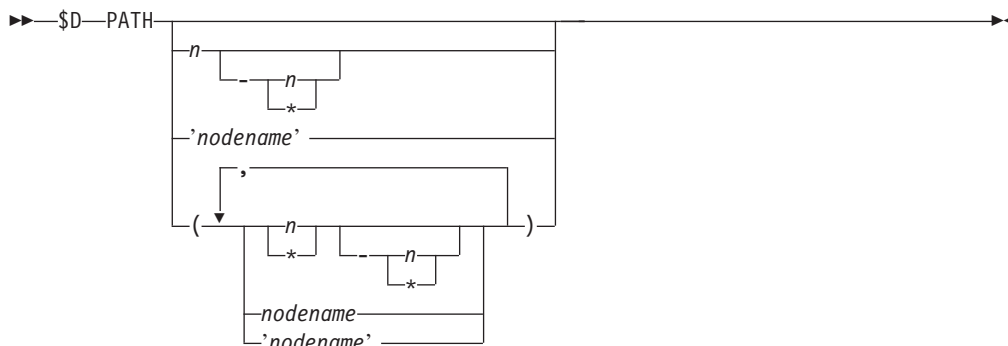 $D PATH
n
- n
*
'nodename'
,
( n - n )
* *
nodename
'nodename'